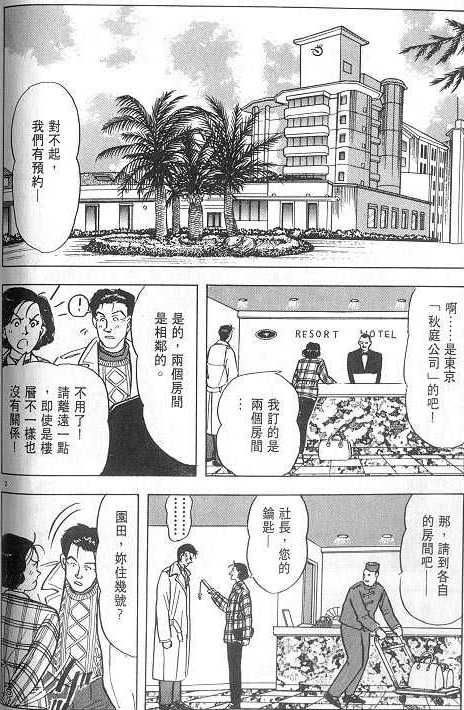 對不起，
我們有預約—
啊……是東京
「秋庭公司」的吧！
RESORT HOTEL
我訂的是
兩個房間
…
是的，兩個房間
是相鄰的。
！
不用了！
請離遠一點
，即使是樓
層不一樣也
沒有關係！
那，請到各自
的房間吧—
社長，您的
鑰匙—
…………
園田，妳住幾號？
2